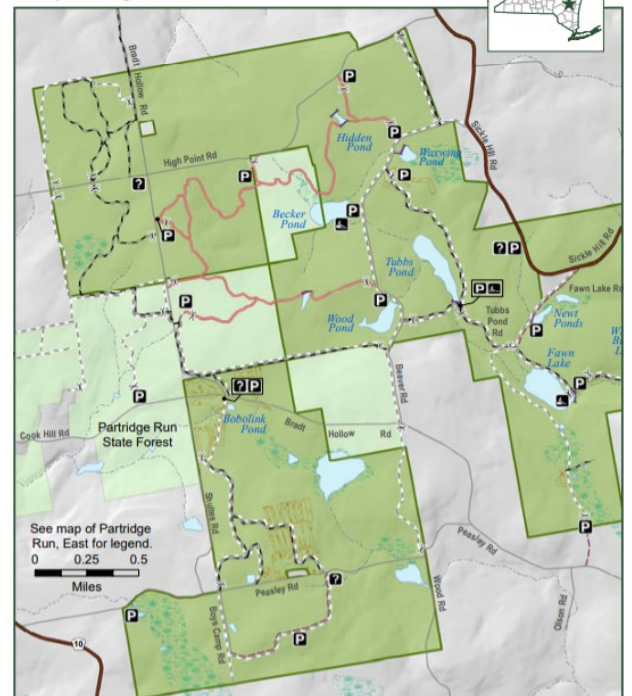 Bradt Hollow Rd
P
Hidden
Pond
P
Waxwing
Pond
Sickle Hill Rd
High Point Rd
?
P
P
Becker
Pond
P
P
Tubbs
Pond
? P
Sickle Hill Rd
P
P
Wood
Pond
P
Tubbs
Pond
Rd
Fawn Lake Rd
Newt
Ponds
P
Fawn
Lake
P
Beaver Rd
P
? P
Bobolink
Pond
Bradt
Hollow
Rd
Cook Hill Rd
Partridge Run
State Forest
Shultes Rd
See map of Partridge
Run, East for legend.
0 0.25 0.5
Miles
P
Peasley Rd
Peasley Rd
?
Wood Rd
Olson Rd
P
Boys Camp Rd
P
10